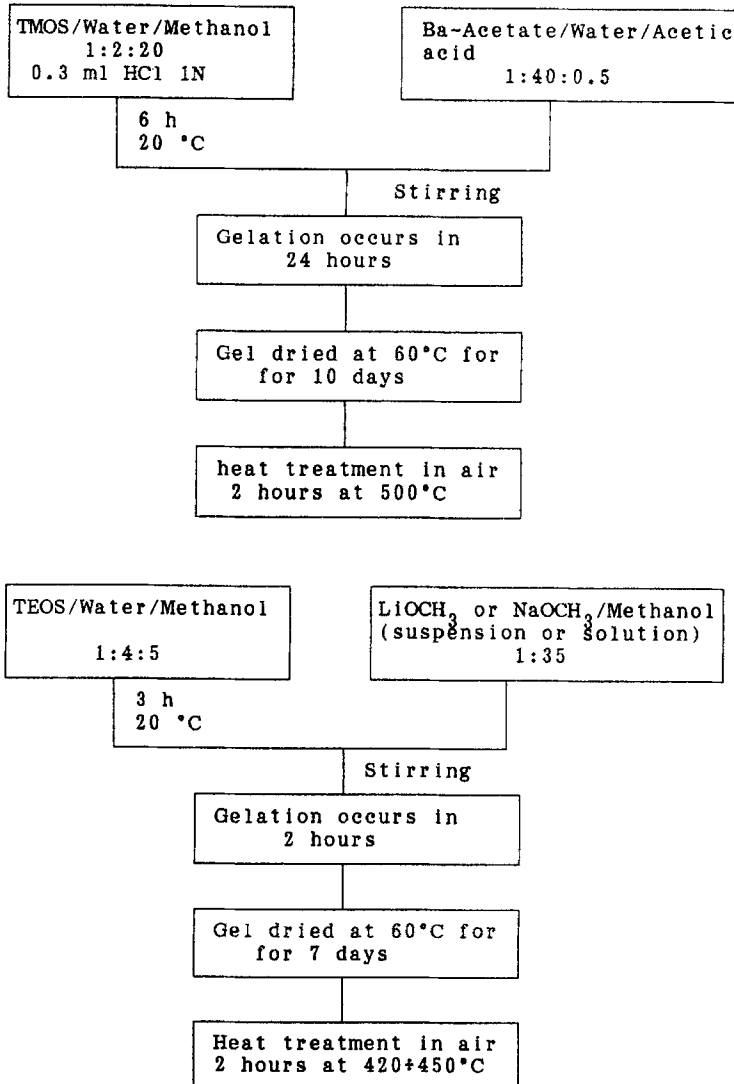 TMOS/Water/Methanol
1:2:20
0.3 ml HCl 1N
Ba-Acetate/Water/Acetic
acid
1:40:0.5
6 h
20 °C
Stirring
Gelation occurs in
24 hours
Gel dried at 60°C for
for 10 days
heat treatment in air
2 hours at 500°C
TEOS/Water/Methanol
1:4:5
LiOCH3 or NaOCH3/Methanol
(suspension or solution)
1:35
3 h
20 °C
Stirring
Gelation occurs in
2 hours
Gel dried at 60°C for
for 7 days
Heat treatment in air
2 hours at 420÷450°C